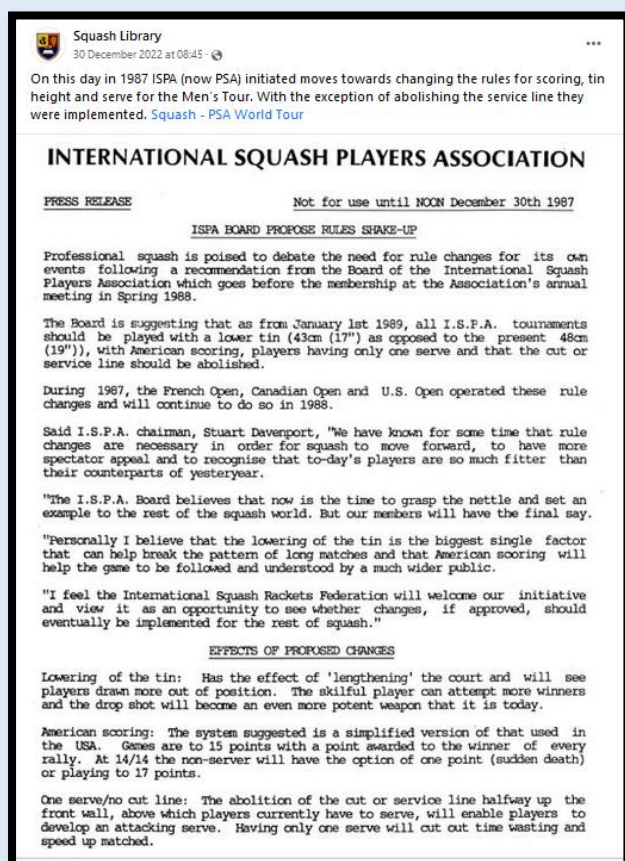 Squash Library
30 December 2022 at 08:45 ·
On this day in 1987 ISPA (now PSA) initiated moves towards changing the rules for scoring, tin
height and serve for the Men's Tour. With the exception of abolishing the service line they
were implemented. Squash - PSA World Tour
INTERNATIONAL SQUASH PLAYERS ASSOCIATION
PRESS RELEASE Not for use until NOON December 30th 1987
ISPA BOARD PROPOSE RULES SHAKE-UP
Professional squash is poised to debate the need for rule changes for its own
events following a recommendation from the Board of the International Squash
Players Association which goes before the membership at the Association's annual
meeting in Spring 1988.
The Board is suggesting that as from January 1st 1989, all I.S.P.A. tournaments
should be played with a lower tin (43cm (17") as opposed to the present 48cm
(19")), with American scoring, players having only one serve and that the cut or
service line should be abolished.
During 1987, the French Open, Canadian Open and U.S. Open operated these rule
changes and will continue to do so in 1988.
Said I.S.P.A. chairman, Stuart Davenport, "We have known for some time that rule
changes are necessary in order for squash to move forward, to have more
spectator appeal and to recognise that to-day's players are so much fitter than
their counterparts of yesteryear.
"The I.S.P.A. Board believes that now is the time to grasp the nettle and set an
example to the rest of the squash world. But our members will have the final say.
"Personally I believe that the lowering of the tin is the biggest single factor
that can help break the pattern of long matches and that American scoring will
help the game to be followed and understood by a much wider public.
"I feel the International Squash Rackets Federation will welcome our initiative
and view it as an opportunity to see whether changes, if approved, should
eventually be implemented for the rest of squash."
EFFECTS OF PROPOSED CHANGES
Lowering of the tin: Has the effect of 'lengthening' the court and will see
players drawn more out of position. The skilful player can attempt more winners
and the drop shot will become an even more potent weapon that it is today.
American scoring: The system suggested is a simplified version of that used in
the USA. Games are to 15 points with a point awarded to the winner of every
rally. At 14/14 the non-server will have the option of one point (sudden death)
or playing to 17 points.
One serve/no cut line: The abolition of the cut or service line halfway up the
front wall, above which players currently have to serve, will enable players to
develop an attacking serve. Having only one serve will cut out time wasting and
speed up matched.